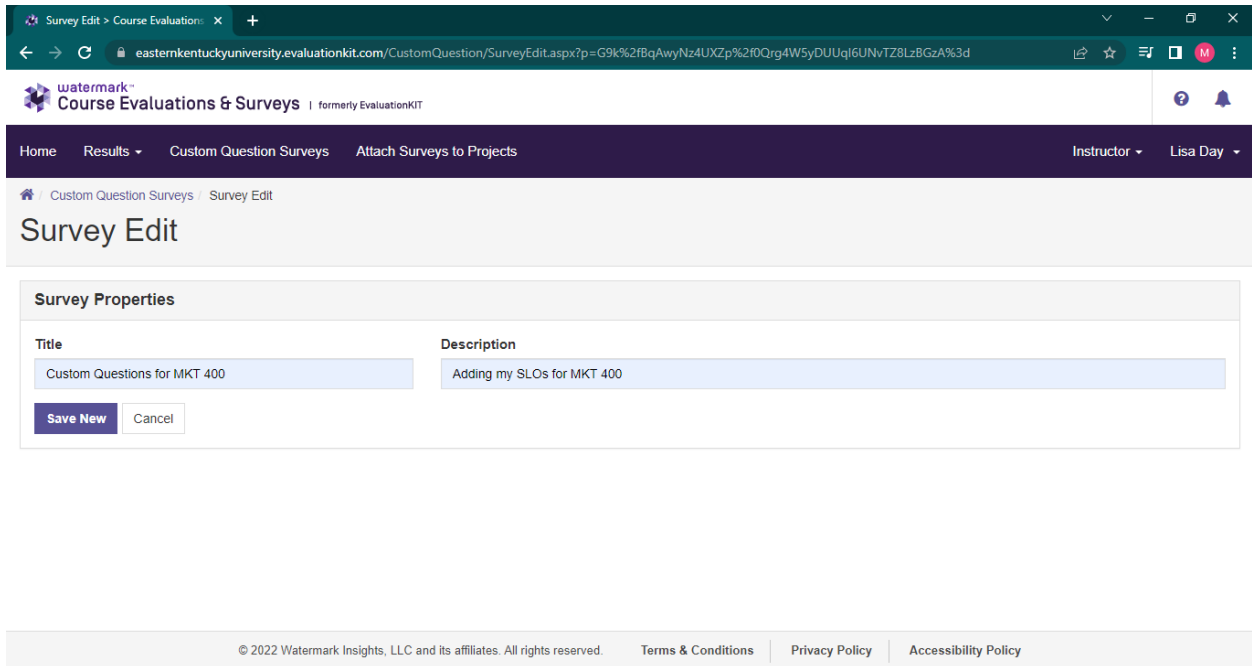 Survey Edit > Course Evaluations
easternkentuckyuniversity.evaluationkit.com/CustomQuestion/SurveyEdit.aspx?p=G9k%2fBqAwyNz4UXZp%2f0Qrg4W5yDUUqI6UNvTZ8LzBGzA%3d
M
watermark™
Course Evaluations & Surveys | formerly EvaluationKIT
Home Results Custom Question Surveys Attach Surveys to Projects Instructor Lisa Day
/ Custom Question Surveys / Survey Edit
Survey Edit
Survey Properties
Title Description
Custom Questions for MKT 400 Adding my SLOs for MKT 400
Save New Cancel
© 2022 Watermark Insights, LLC and its affiliates. All rights reserved. Terms & Conditions Privacy Policy Accessibility Policy